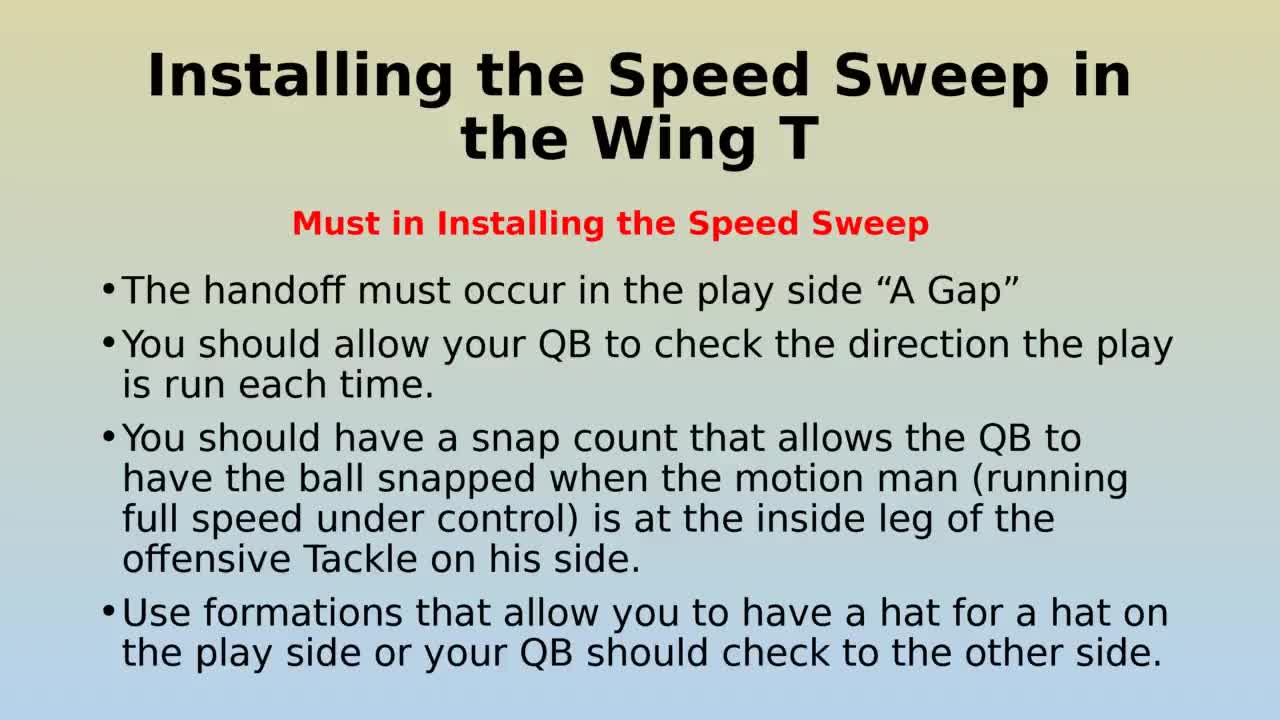 Installing the Speed Sweep in
the Wing T
Must in Installing the Speed Sweep
•The handoff must occur in the play side “A Gap”
•You should allow your QB to check the direction the play
is run each time.
•You should have a snap count that allows the QB to
have the ball snapped when the motion man (running
full speed under control) is at the inside leg of the
offensive Tackle on his side.
•Use formations that allow you to have a hat for a hat on
the play side or your QB should check to the other side.